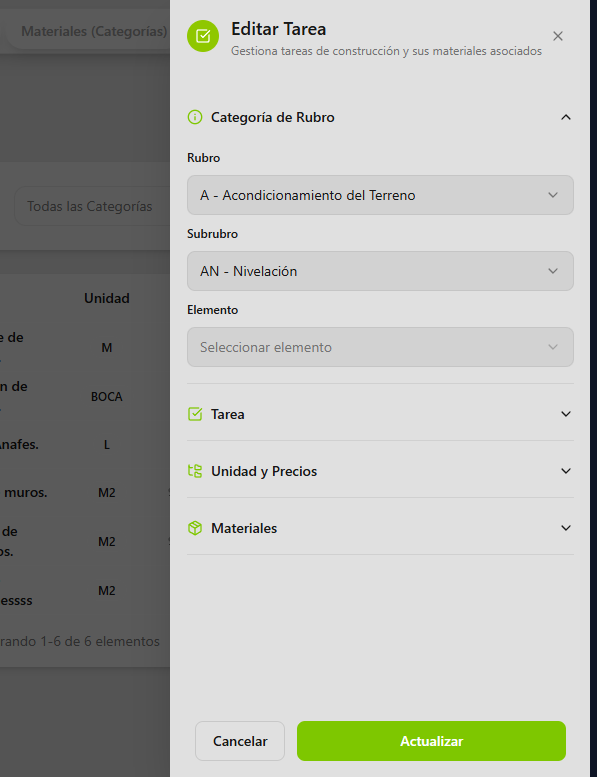 Materiales (Categorías)
Editar Tarea
Gestiona tareas de construcción y sus materiales asociados
Categoría de Rubro
Rubro
A - Acondicionamiento del Terreno
Todas las Categorías
Subrubro
AN - Nivelación
Unidad
Elemento
Seleccionar elemento
de
M
n de
BOCA
Tarea
Anafes.
L
Unidad y Precios
muros.
M2
Materiales
de
os.
M2
essss
M2
rando 1-6 de 6 elementos
Cancelar
Actualizar